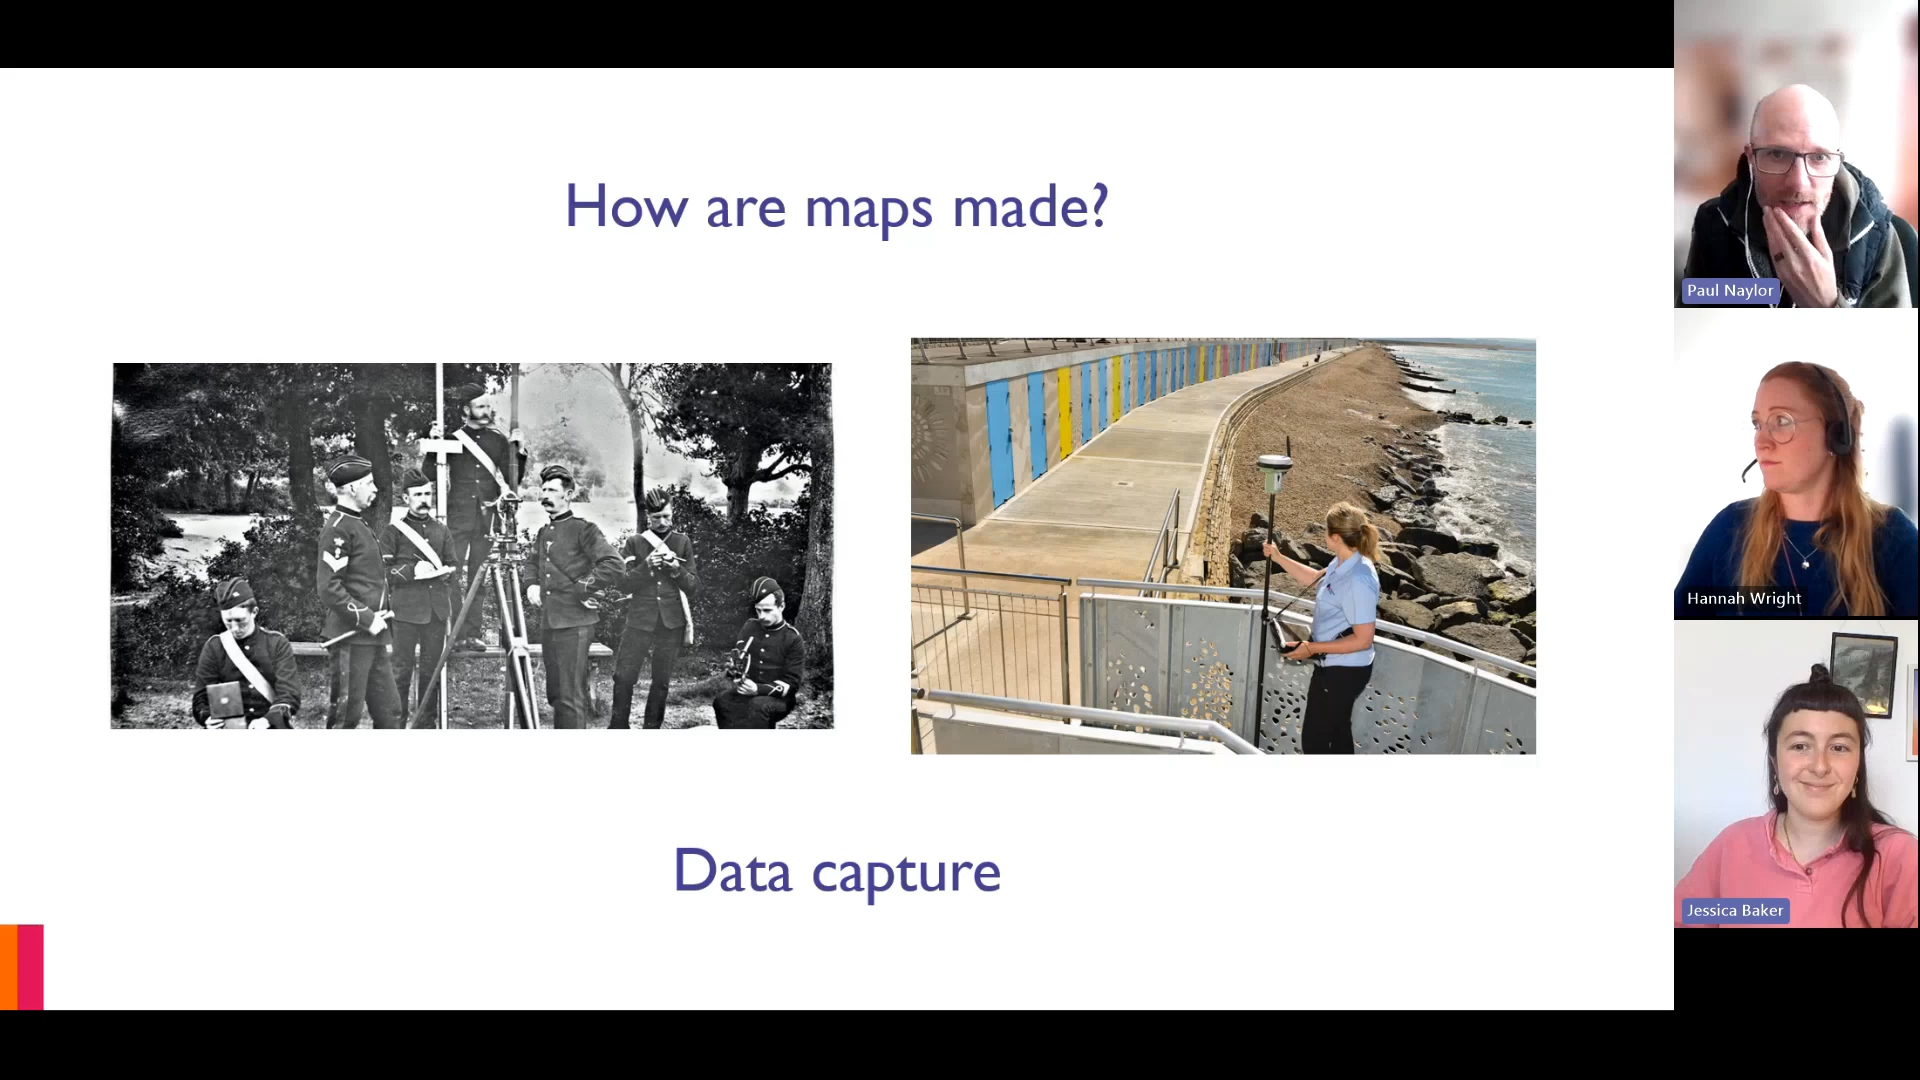 How are maps made?
Data capture
Paul Naylor
Hannah Wright
Jessica Baker